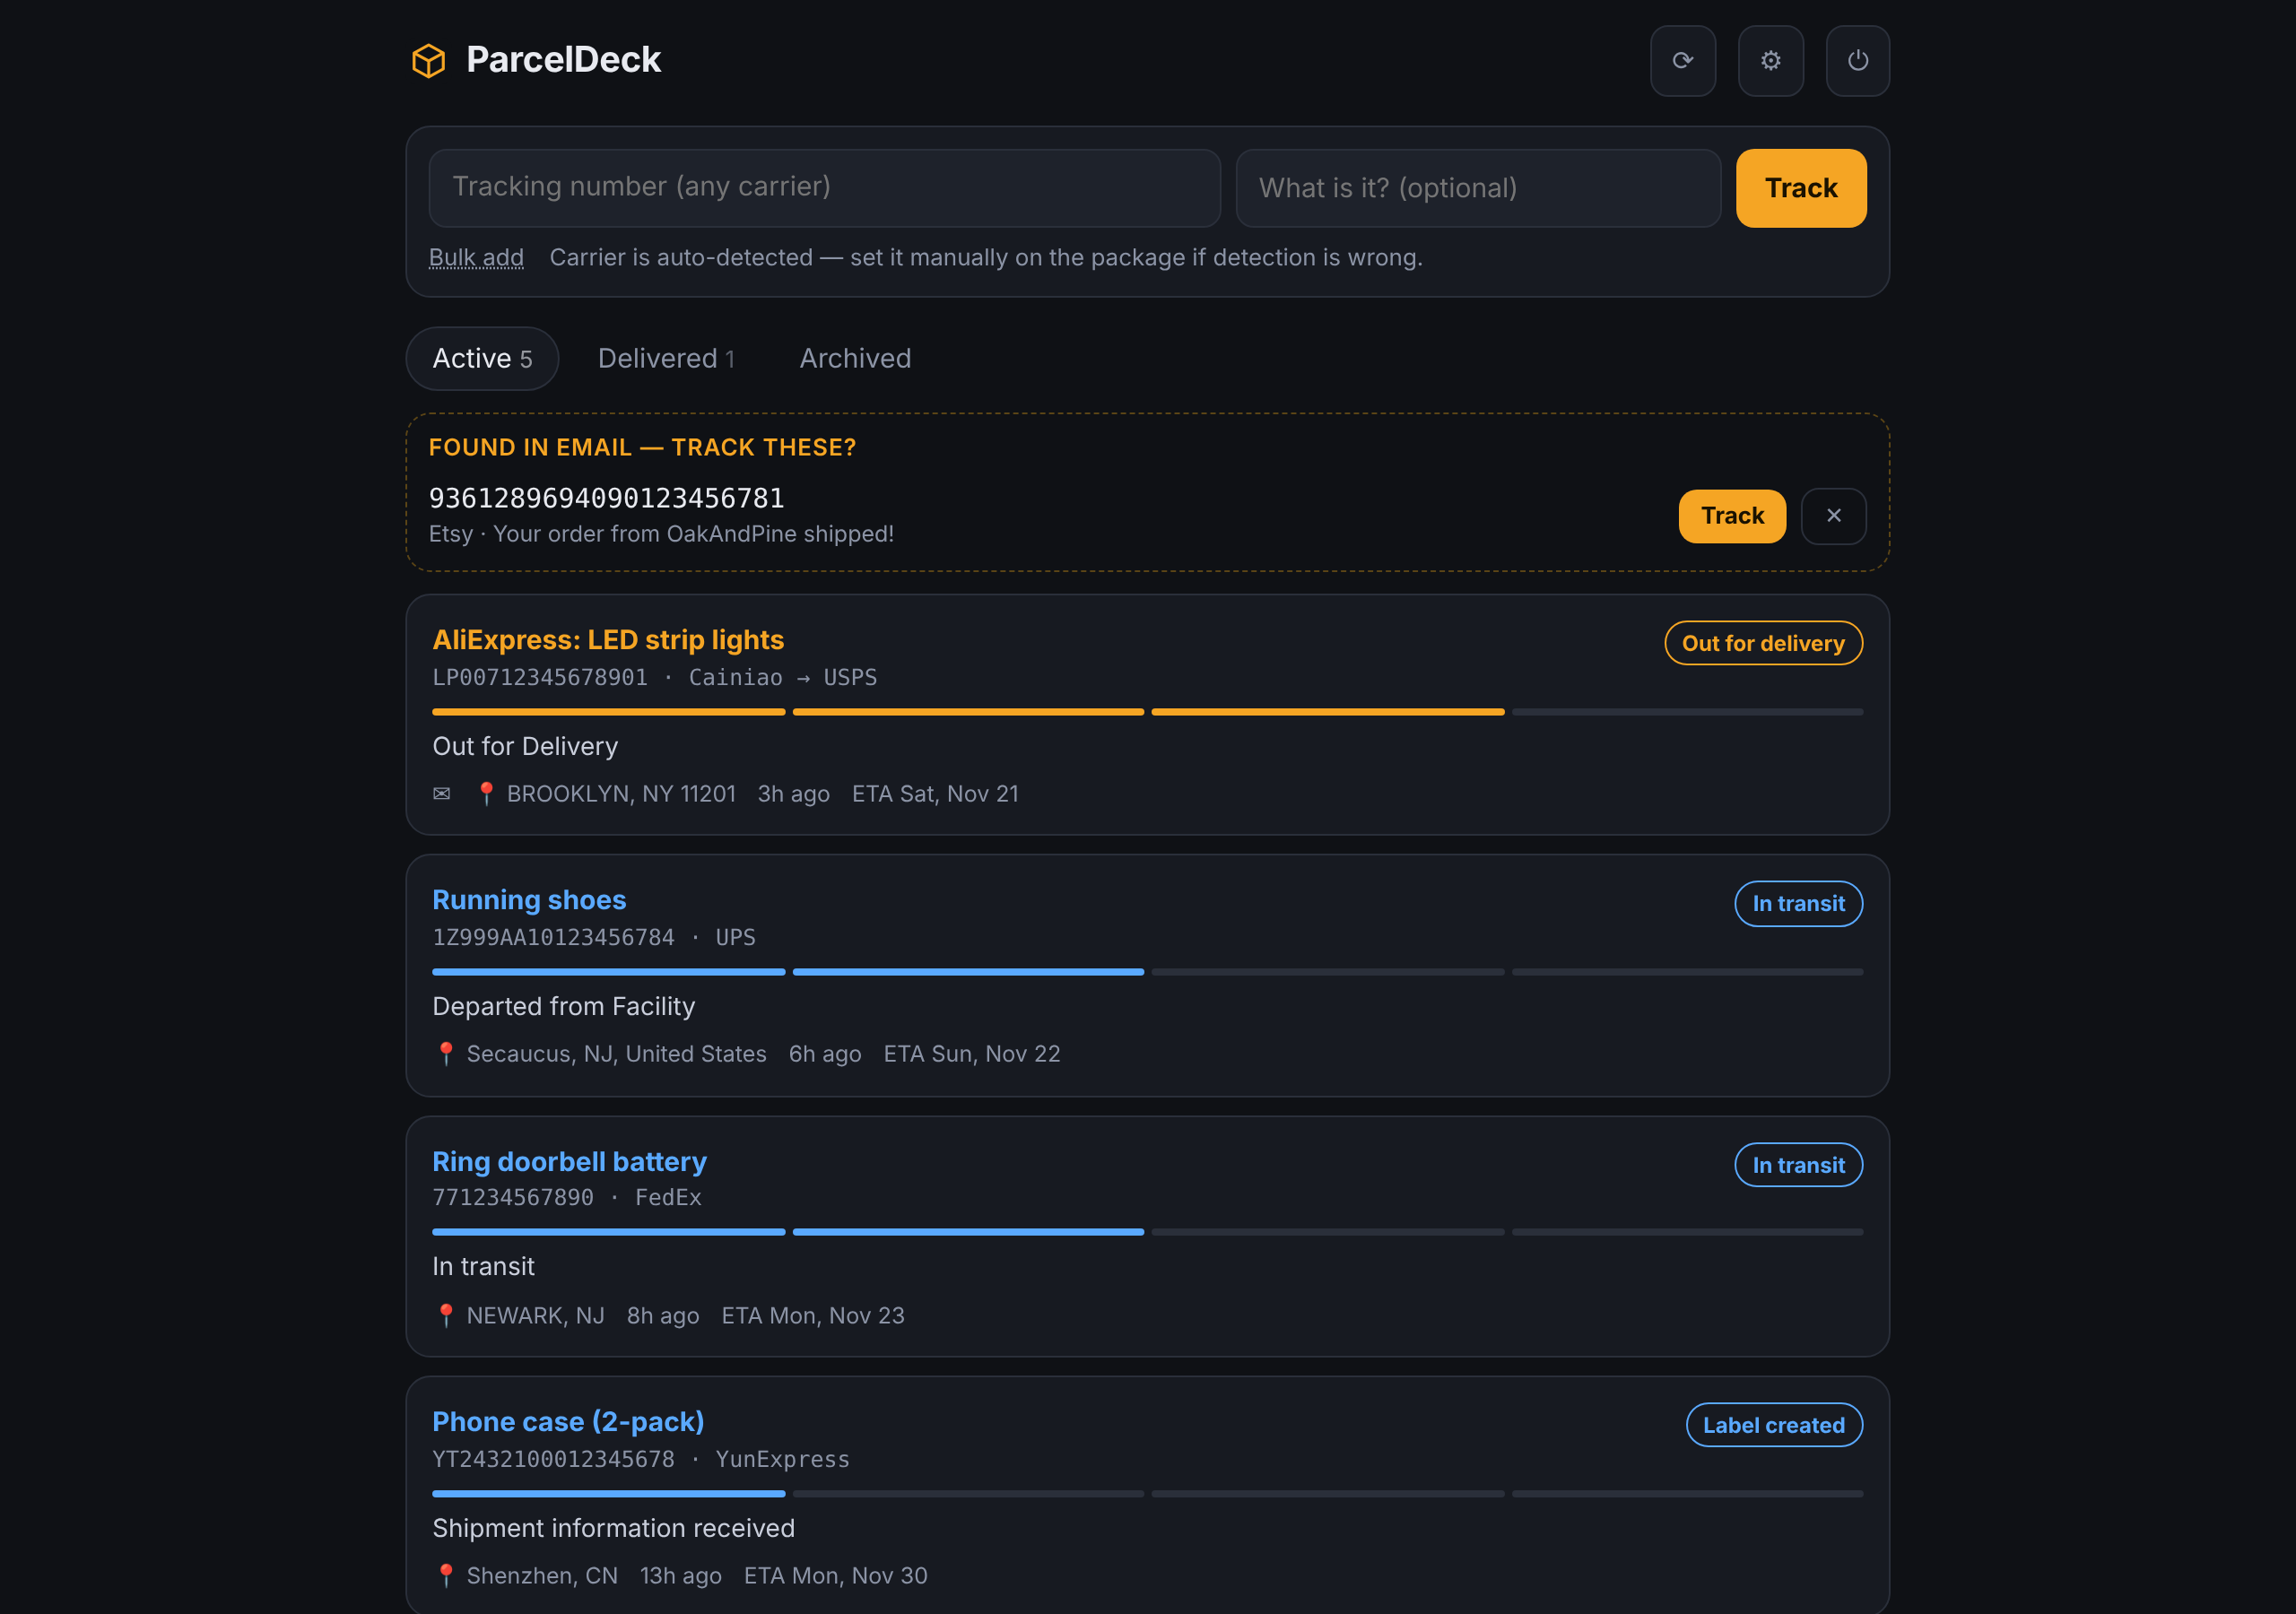 ParcelDeck
Tracking number (any carrier)
What is it? (optional)
Track
Bulk add Carrier is auto-detected — set it manually on the package if detection is wrong.
Active 5
Delivered 1
Archived
FOUND IN EMAIL — TRACK THESE?
9361289694090123456781
Etsy · Your order from OakAndPine shipped!
Track
AliExpress: LED strip lights
Out for delivery
LP00712345678901 · Cainiao → USPS
Out for Delivery
BROOKLYN, NY 11201 3h ago ETA Sat, Nov 21
Running shoes
In transit
1Z999AA10123456784 · UPS
Departed from Facility
Secaucus, NJ, United States 6h ago ETA Sun, Nov 22
Ring doorbell battery
In transit
771234567890 · FedEx
In transit
NEWARK, NJ 8h ago ETA Mon, Nov 23
Phone case (2-pack)
Label created
YT2432100012345678 · YunExpress
Shipment information received
Shenzhen, CN 13h ago ETA Mon, Nov 30